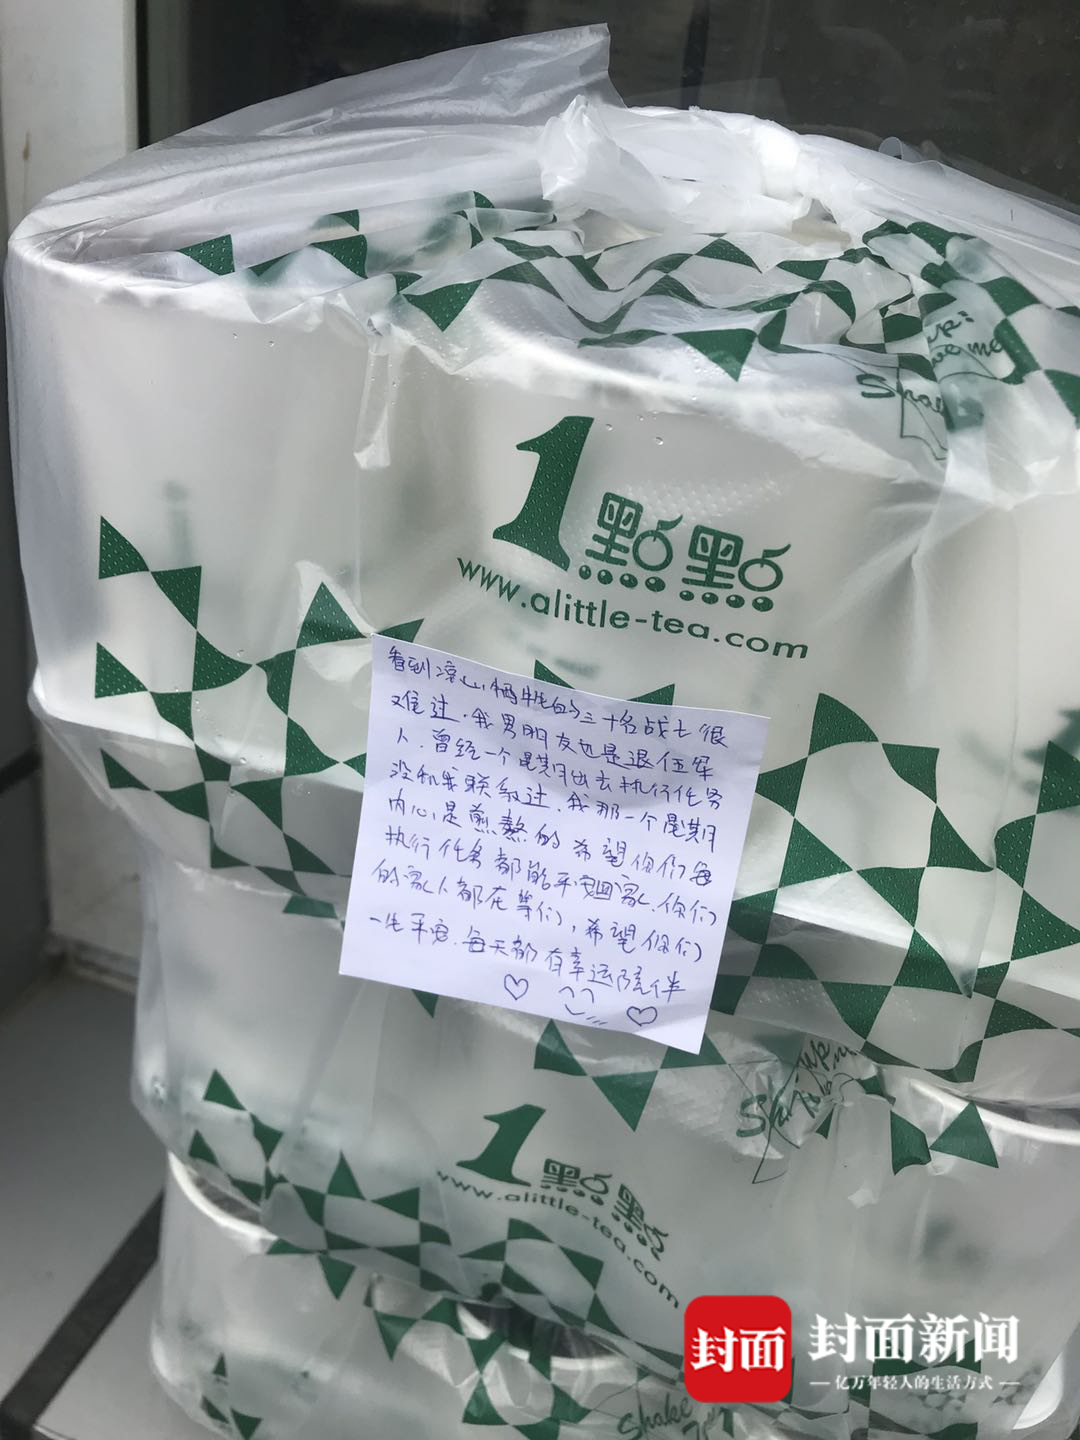 1點點
www.alittle-tea.com
看到凉山牺牲的三十名战士很
难过.我男朋友也是退伍军
人.曾经一个星期出去执行任务
没和我联系过.我那一个星期
内心是煎熬的 希望你们每
执行任务都能平安回家.你们
的家人都在等们,希望你们
一生平安.每天都有幸运陪伴
1點點
www.alittle-tea.com
Shake
封面
封面新闻
亿万年轻人的生活方式